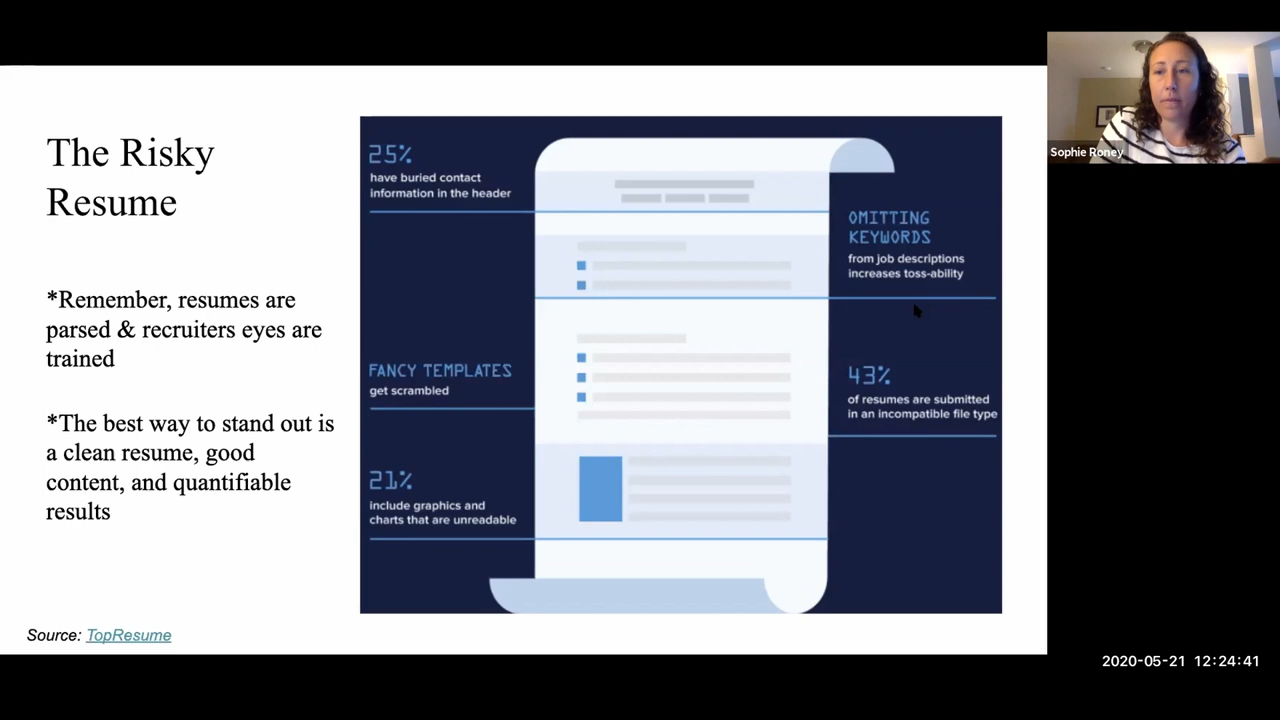 The Risky
Resume
*Remember, resumes are
parsed & recruiters eyes are
trained
*The best way to stand out is
a clean resume, good
content, and quantifiable
results
Source: TopResume
25%
have buried contact
information in the header
FANCY TEMPLATES
get scrambled
21%
include graphics and
charts that are unreadable
OMITTING
KEYWORDS
from job descriptions
increases toss-ability
43%
of resumes are submitted
in an incompatible file type
Sophie Roney
2020-05-21 12:24:41